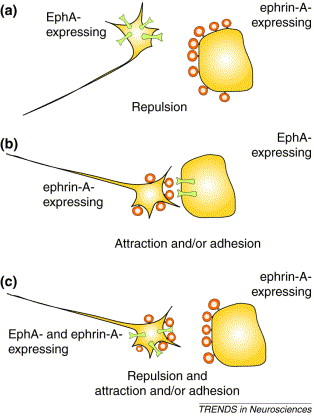 (a)
EphA-
expressing
ephrin-A-
expressing
Repulsion
(b)
EphA-
expressing
ephrin-A-
expressing
Attraction and/or adhesion
(c)
ephrin-A-
expressing
EphA- and ephrin-A-
expressing
Repulsion and
attraction and/or adhesion
TRENDS in Neurosciences